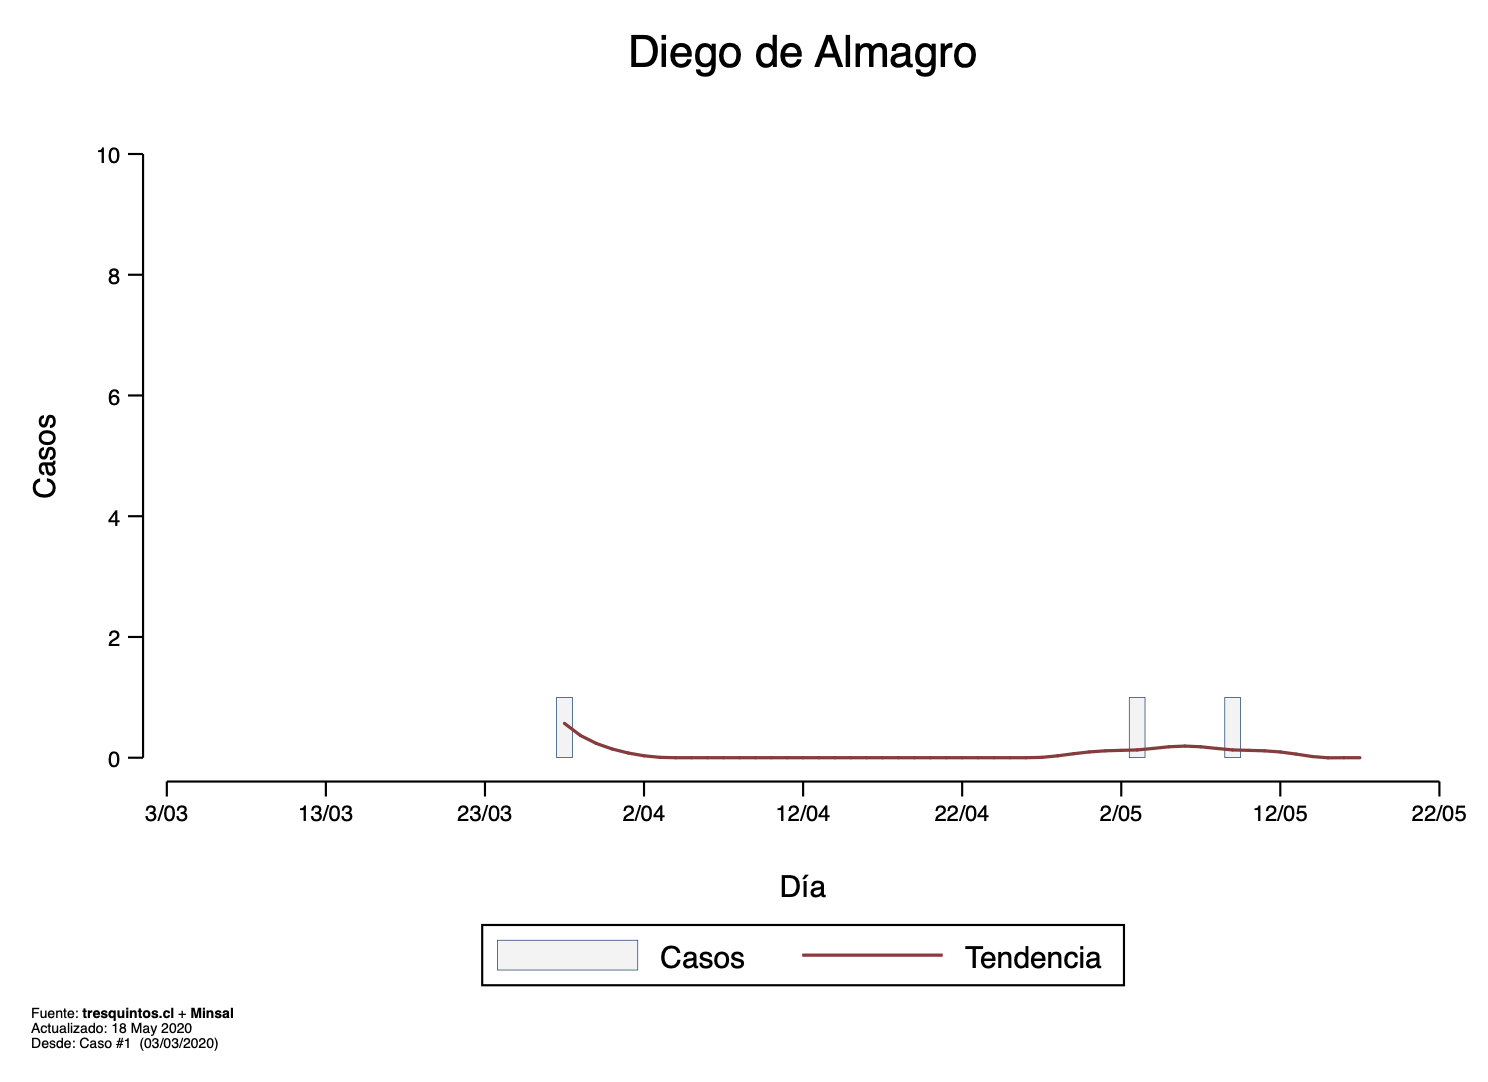 Diego de Almagro
10
8
6
4
2
0
Casos
3/03 13/03 23/03 2/04 12/04 22/04 2/05 12/05 22/05
Día
Casos Tendencia
Fuente: tresquintos.cl + Minsal
Actualizado: 18 May 2020
Desde: Caso #1 (03/03/2020)